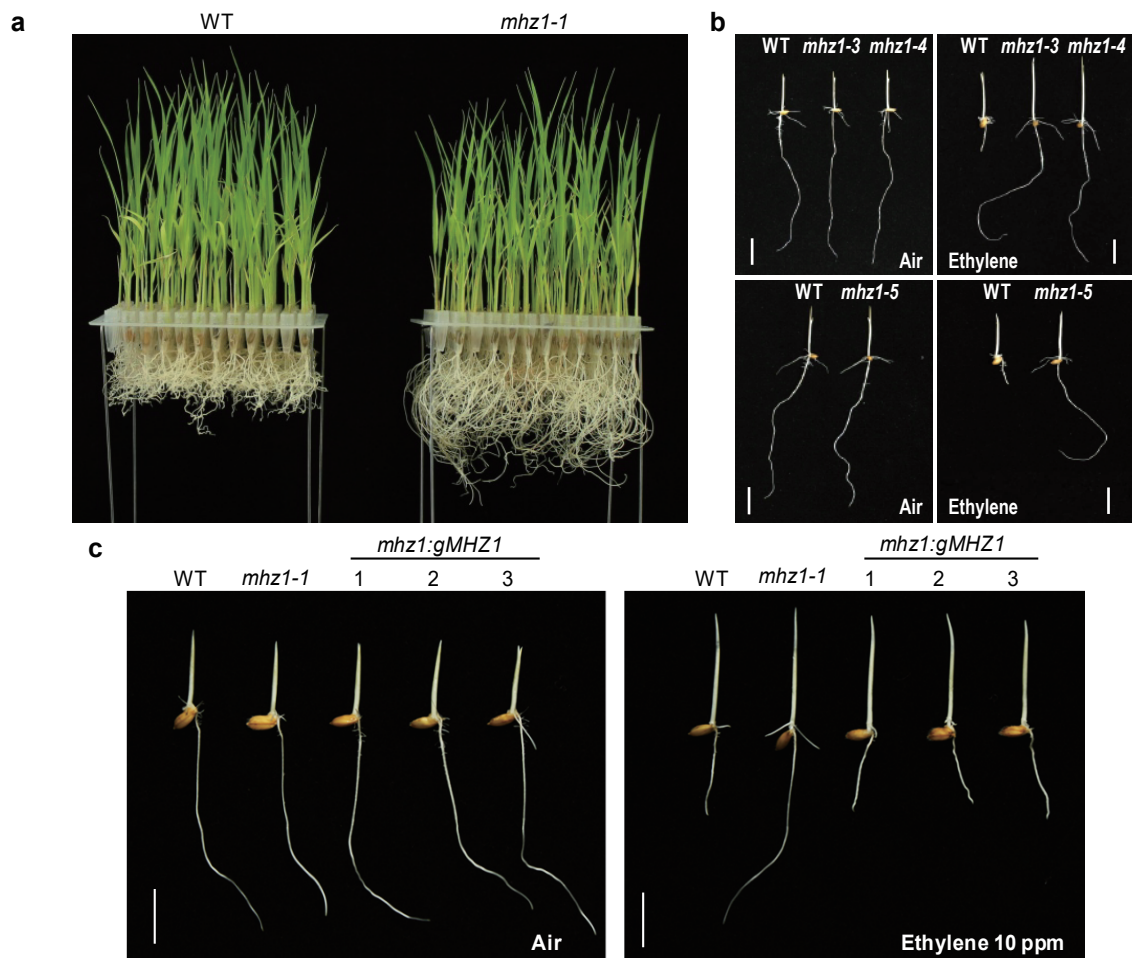 a
WT mhz1-1
b
WT mhz1-3 mhz1-4
Air
WT mhz1-3 mhz1-4
Ethylene
WT mhz1-5
Air
WT mhz1-5
Ethylene
c
mhz1:gMHZ1
WT mhz1-1 1 2 3
Air
mhz1:gMHZ1
WT mhz1-1 1 2 3
Ethylene 10 ppm